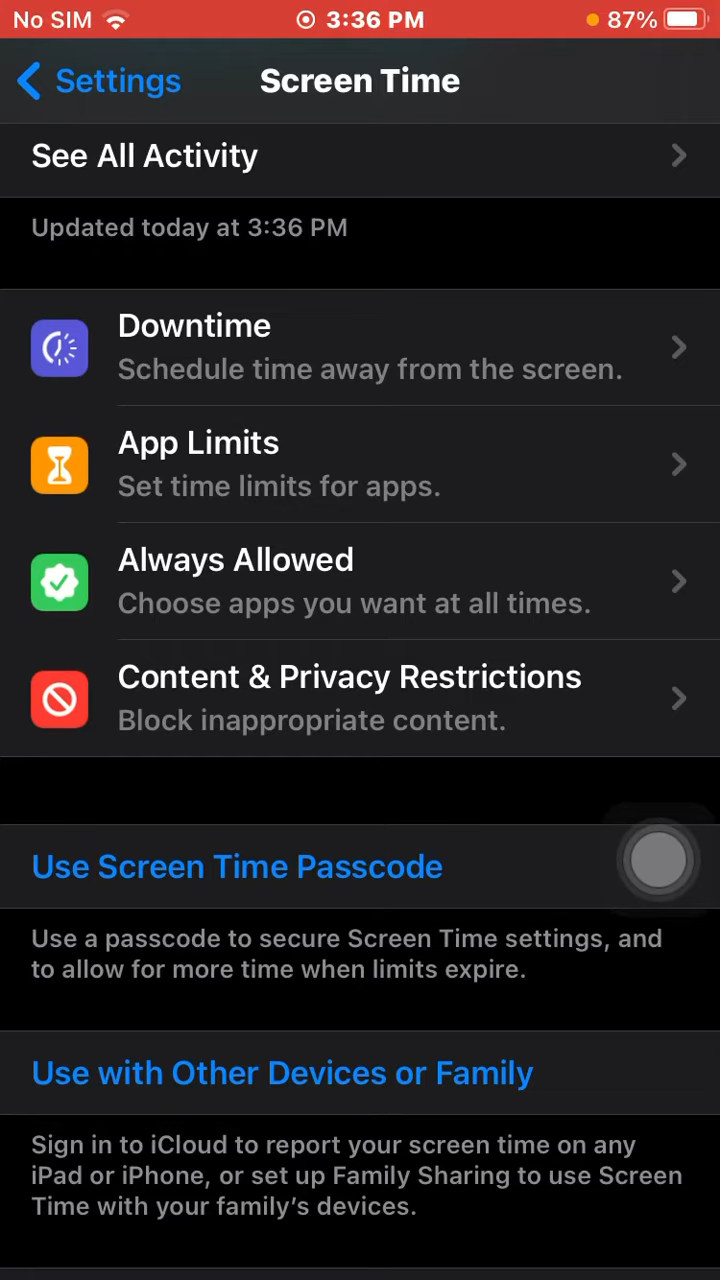 No SIM 3:36 PM 87%
Settings Screen Time
See All Activity
Updated today at 3:36 PM
Downtime
Schedule time away from the screen.
App Limits
Set time limits for apps.
Always Allowed
Choose apps you want at all times.
Content & Privacy Restrictions
Block inappropriate content.
Use Screen Time Passcode
Use a passcode to secure Screen Time settings, and
to allow for more time when limits expire.
Use with Other Devices or Family
Sign in to iCloud to report your screen time on any
iPad or iPhone, or set up Family Sharing to use Screen
Time with your family’s devices.